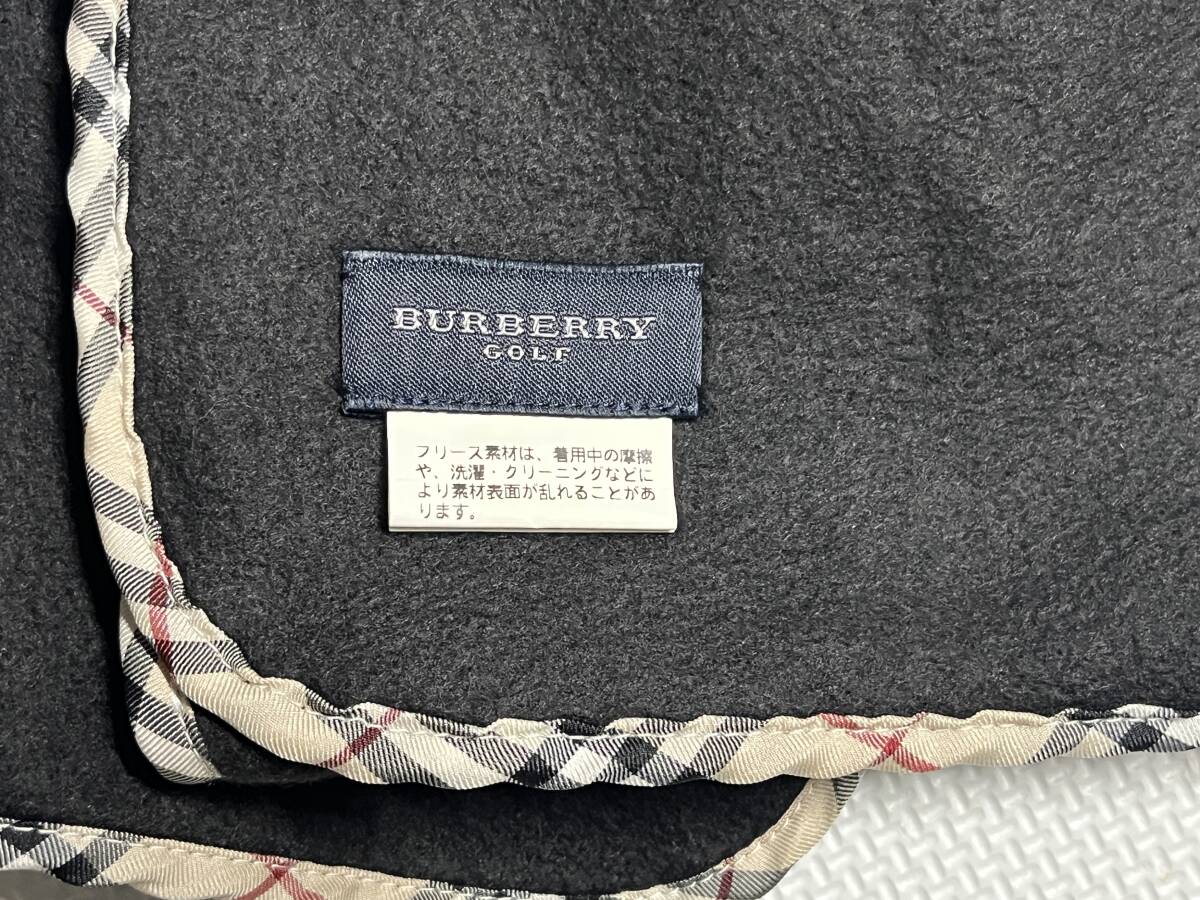 BURBERRY
GOLF
フリース素材は、着用中の摩擦
や、洗濯・クリーニングなどに
より素材表面が乱れることがあ
ります。